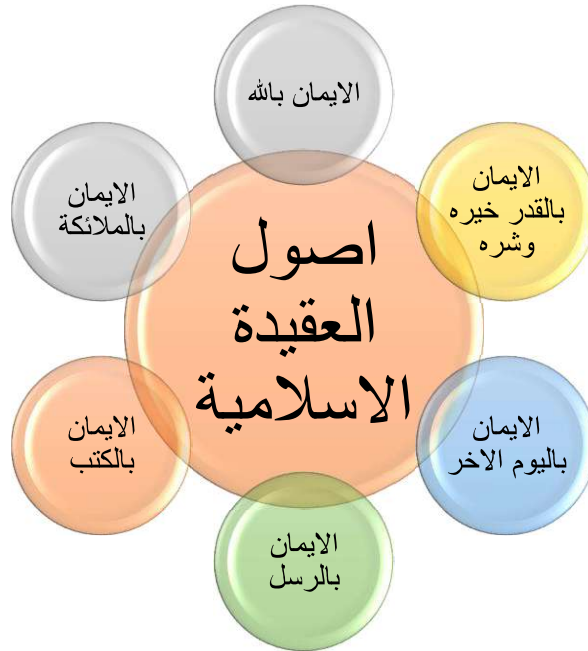 الايمان بالله
الايمان
بالملائكة
الايمان
بالكتب
الايمان
بالرسل
الايمان
باليوم الاخر
الايمان
بالقدر خيره
وشره
اصول
العقيدة
الاسلامية